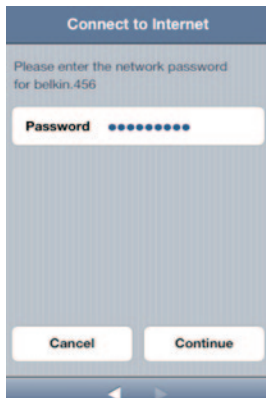 Connect to Internet
Please enter the network password
for belkin.456
Password •••••••••
Cancel Continue